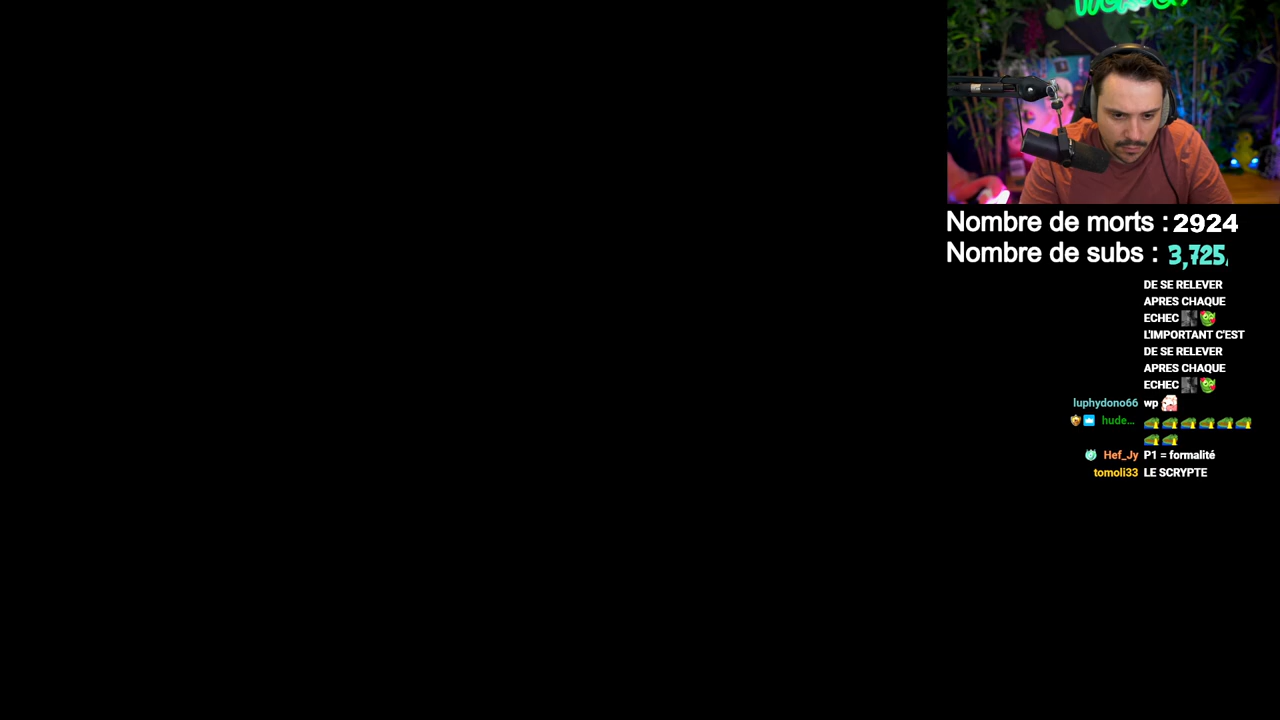 Nombre de morts : 2924
Nombre de subs : 3,725
DE SE RELEVER
APRES CHAQUE
ECHEC
L'IMPORTANT C'EST
DE SE RELEVER
APRES CHAQUE
ECHEC
luphydono66 wp
hude...
Hef_Jy P1 = formalité
tomoli33 LE SCRYPTE